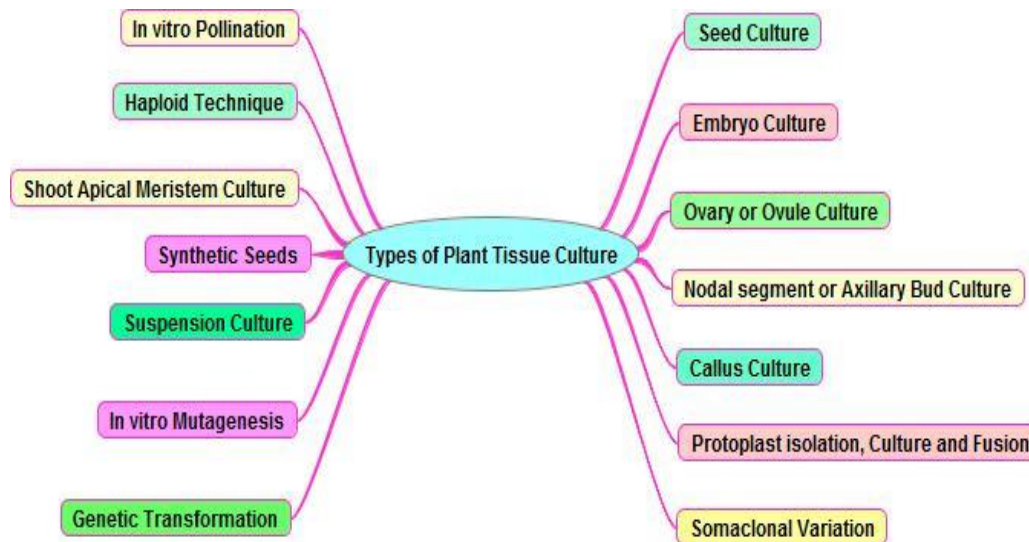 In vitro Pollination
Haploid Technique
Shoot Apical Meristem Culture
Synthetic Seeds
Suspension Culture
In vitro Mutagenesis
Genetic Transformation
Types of Plant Tissue Culture
Seed Culture
Embryo Culture
Ovary or Ovule Culture
Nodal segment or Axillary Bud Culture
Callus Culture
Protoplast isolation, Culture and Fusion
Somaclonal Variation